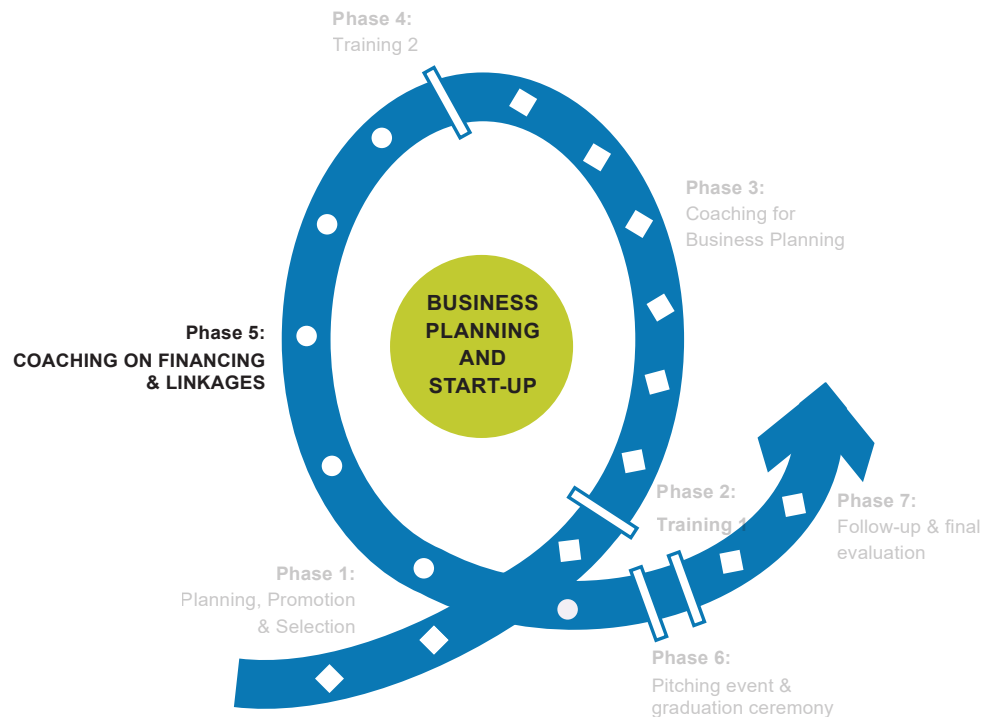 Phase 4:
Training 2
Phase 3:
Coaching for
Business Planning
BUSINESS
PLANNING
AND
START-UP
Phase 5:
COACHING ON FINANCING
& LINKAGES
Phase 2:
Training 1
Phase 7:
Follow-up & final
evaluation
Phase 1:
Planning, Promotion
& Selection
Phase 6:
Pitching event &
graduation ceremony